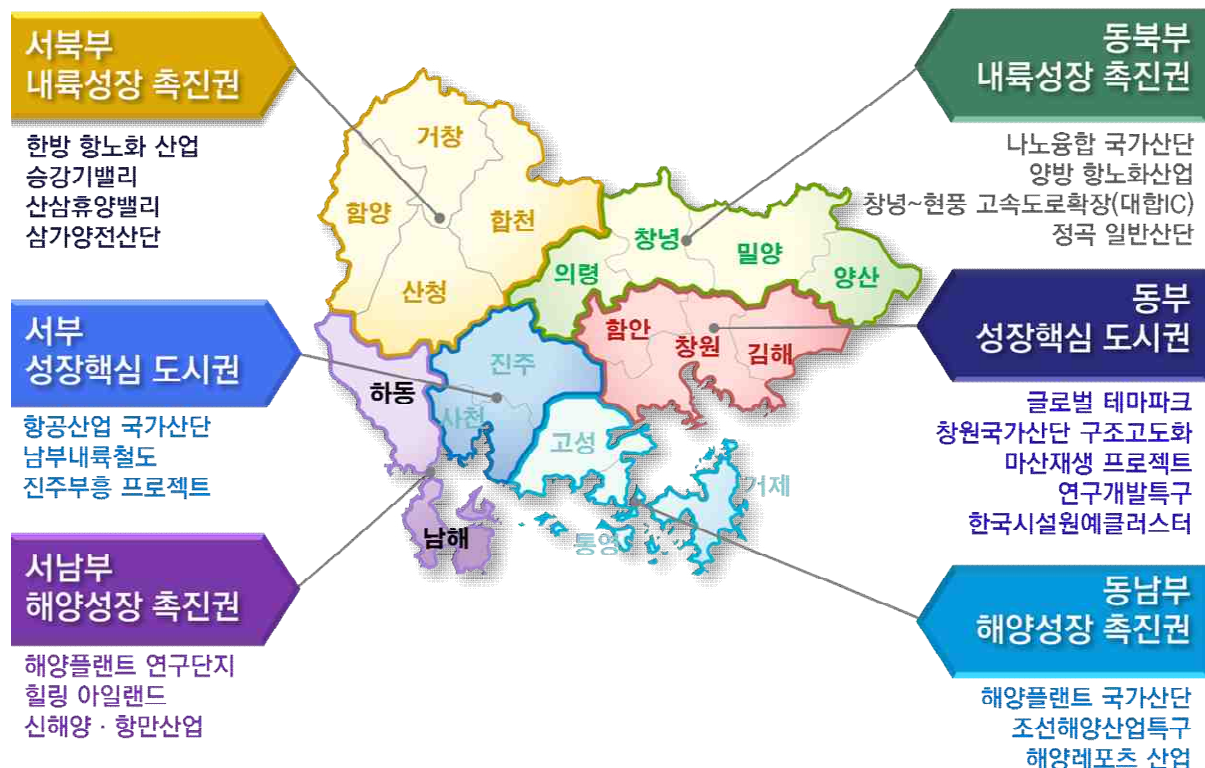 서북부
내륙성장 촉진권
한방 항노화 산업
승강기밸리
산삼휴양밸리
삼가양전산단
서부
성장핵심 도시권
항공산업 국가산단
남부내륙철도
진주부흥 프로젝트
서남부
해양성장 촉진권
해양플랜트 연구단지
힐링 아일랜드
신해양 · 항만산업
거창
함양
합천
산청
의령
창녕
밀양
양산
함안
창원
김해
진주
사천
하동
남해
고성
통영
거제
동북부
내륙성장 촉진권
나노융합 국가산단
양방 항노화산업
창녕~현풍 고속도로확장(대합IC)
정곡 일반산단
동부
성장핵심 도시권
글로벌 테마파크
창원국가산단 구조고도화
마산재생 프로젝트
연구개발특구
한국시설원예클러스터
동남부
해양성장 촉진권
해양플랜트 국가산단
조선해양산업특구
해양레포츠 산업